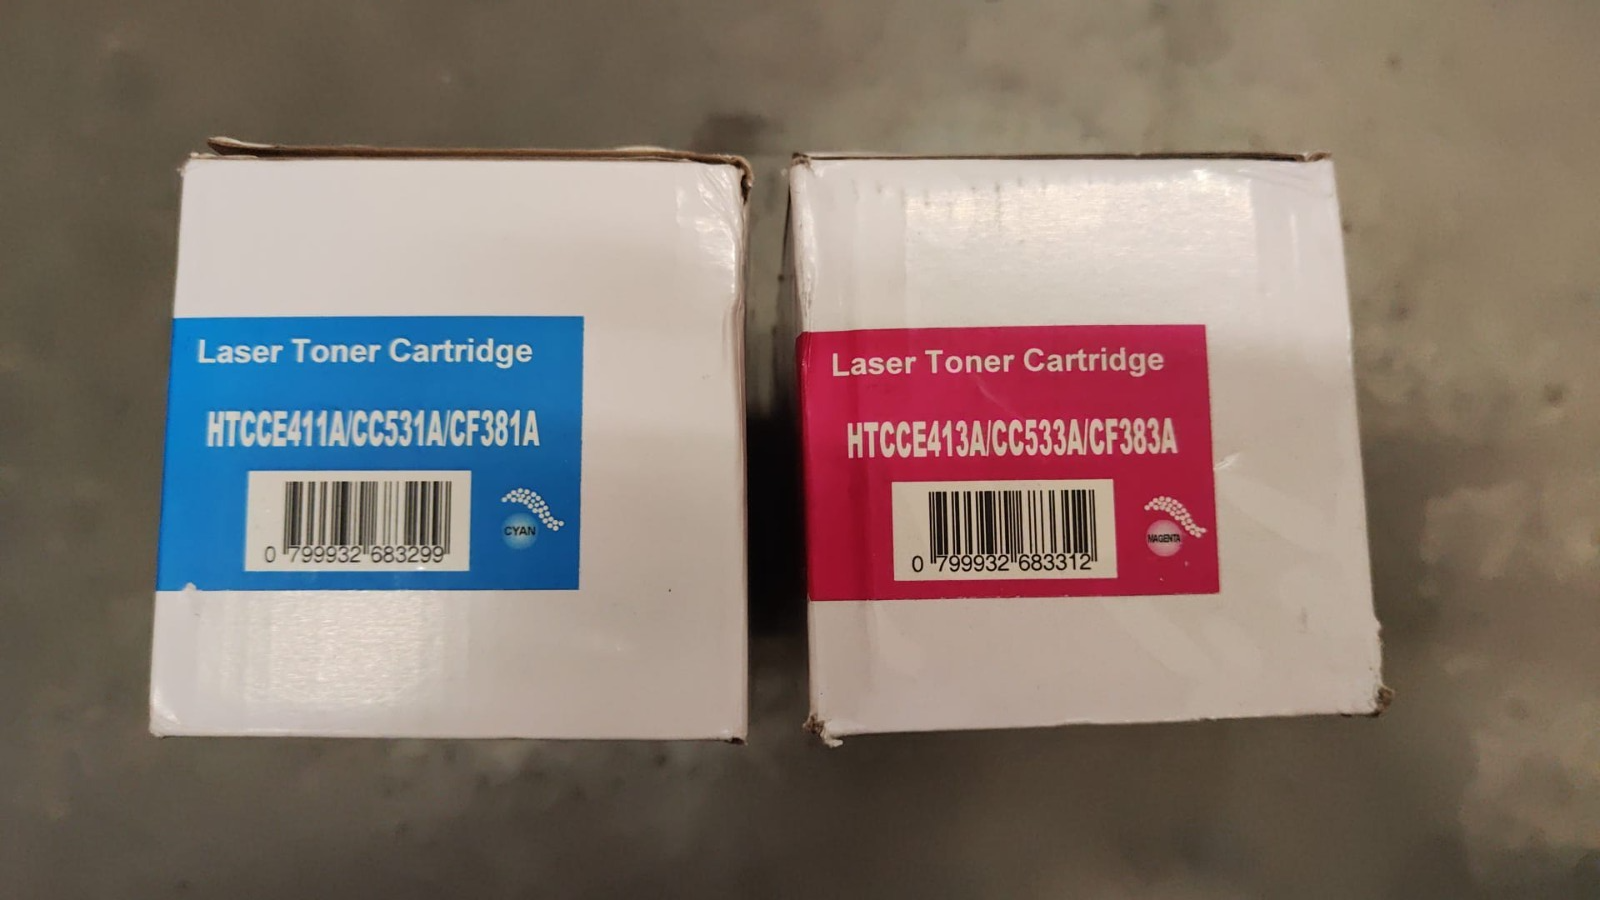 Laser Toner Cartridge
HTCCE411A/CC531A/CF381A
0 799932 683299
CYAN
Laser Toner Cartridge
HTCCE413A/CC533A/CF383A
0 799932 683312
MAGENTA